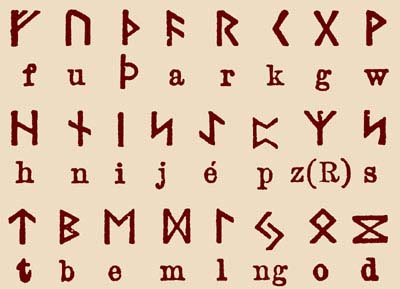 ᚠ ᚢ ᚦ ᚨ ᚱ ᚲ ᚷ ᚹ
f u þ a r k g w
ᚺ ᚾ ᛁ ᛃ ᛇ ᛈ ᛉ ᛋ
h n i j é p z(R) s
ᛏ ᛒ ᛖ ᛗ ᛚ ᛜ ᛟ ᛞ
t b e m l ng o d